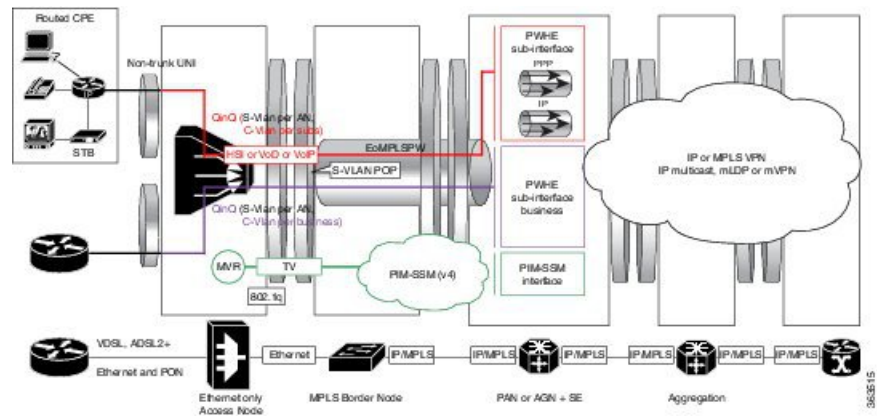 Routed CPE
STB
Non-trunk UNI
QinQ (S-Vlan per AN,
C-Vlan per subs)
HSI or VoD or VoIP
EoMPLSPW
S-VLAN POP
QinQ (S-Vlan per AN,
C-Vlan per business)
MVR
TV
802.1q
PIM-SSM (v4)
PWHE
sub-interface
PPP
IP
PWHE
sub-interface
business
PIM-SSM
interface
IP or MPLS VPN
IP multicast, mLDP or mVPN
VDSL, ADSL2+
Ethernet and PON
Ethernet
IP/MPLS
IP/MPLS
IP/MPLS
IP/MPLS
IP/MPLS
IP/MPLS
Ethernet only
Access Node
MPLS Border Node
PAN or AGN + SE
Aggregation
363515